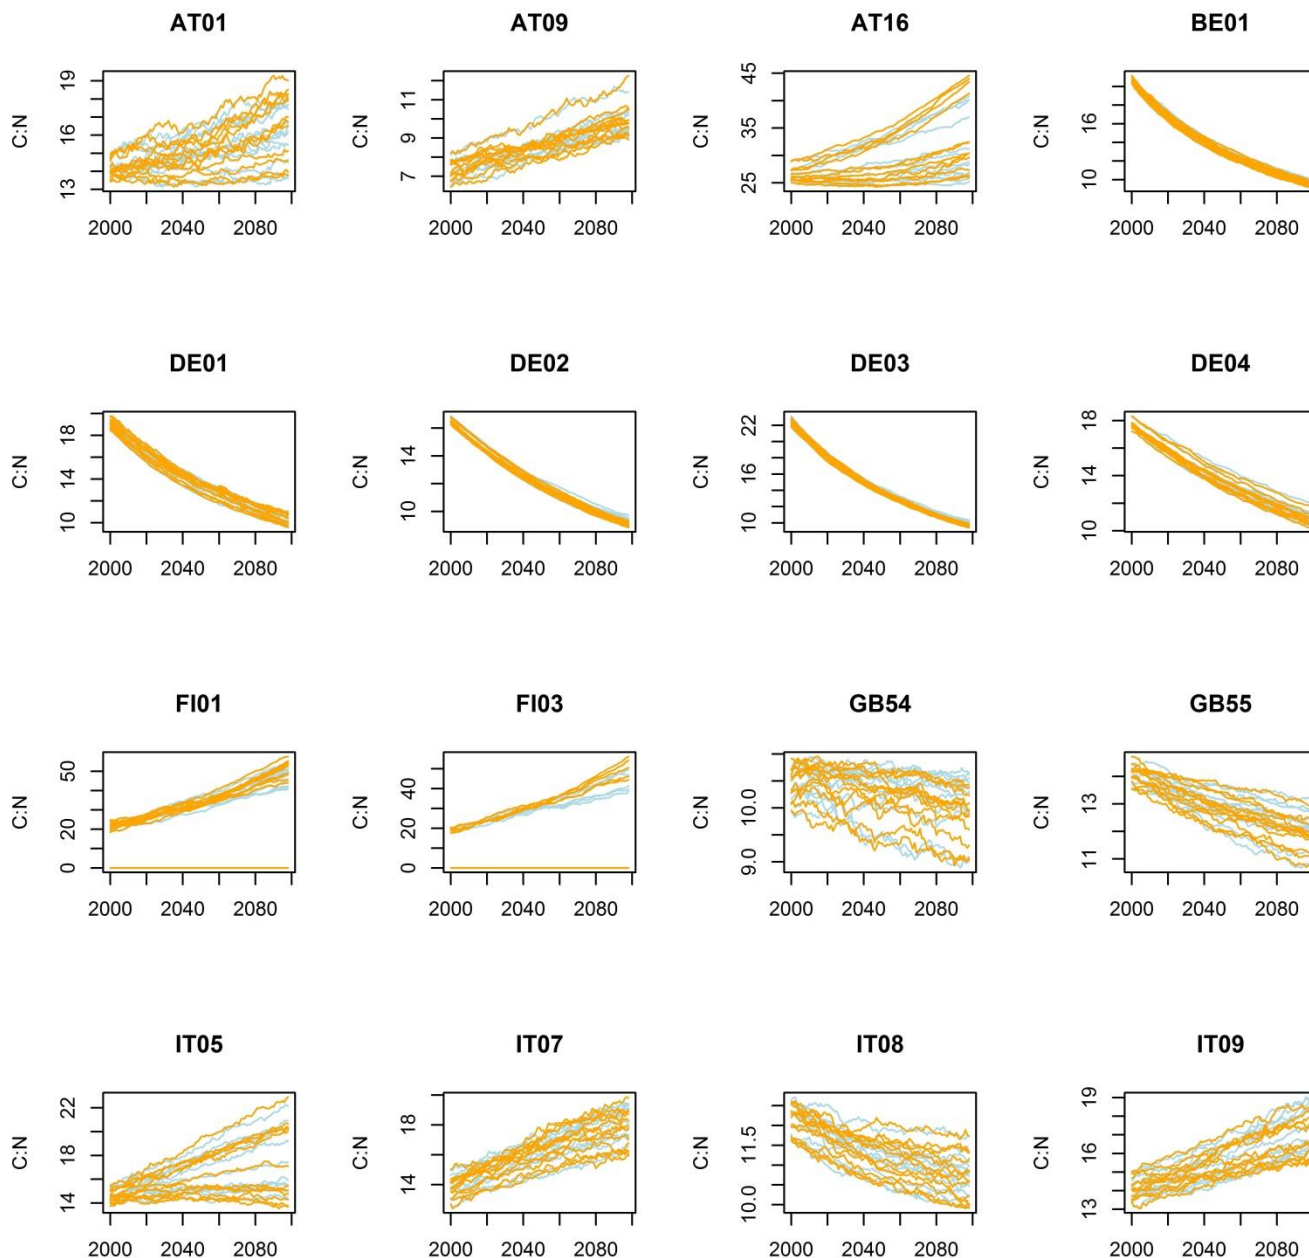 AT01 AT09 AT16 BE01
C:N 13 16 19 C:N 7 9 11 C:N 25 35 45 C:N 10 16
2000 2040 2080 2000 2040 2080 2000 2040 2080 2000 2040 2080
DE01 DE02 DE03 DE04
C:N 10 14 18 C:N 10 14 C:N 10 16 22 C:N 10 14 18
2000 2040 2080 2000 2040 2080 2000 2040 2080 2000 2040 2080
FI01 FI03 GB54 GB55
C:N 0 20 50 C:N 0 20 40 C:N 9.0 10.0 C:N 11 13
2000 2040 2080 2000 2040 2080 2000 2040 2080 2000 2040 2080
IT05 IT07 IT08 IT09
C:N 14 18 22 C:N 14 18 C:N 10.0 11.5 C:N 13 15 17 19
2000 2040 2080 2000 2040 2080 2000 2040 2080 2000 2040 2080